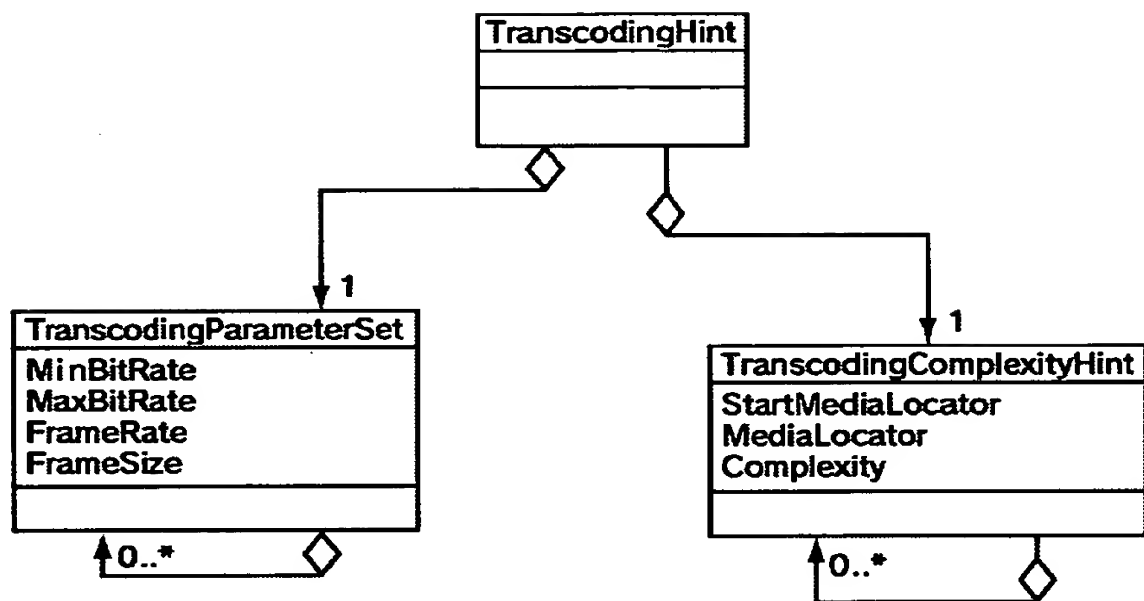 TranscodingHint
1
TranscodingParameterSet
MinBitRate
MaxBitRate
FrameRate
FrameSize
0..*
1
TranscodingComplexityHint
StartMediaLocator
MediaLocator
Complexity
0..*